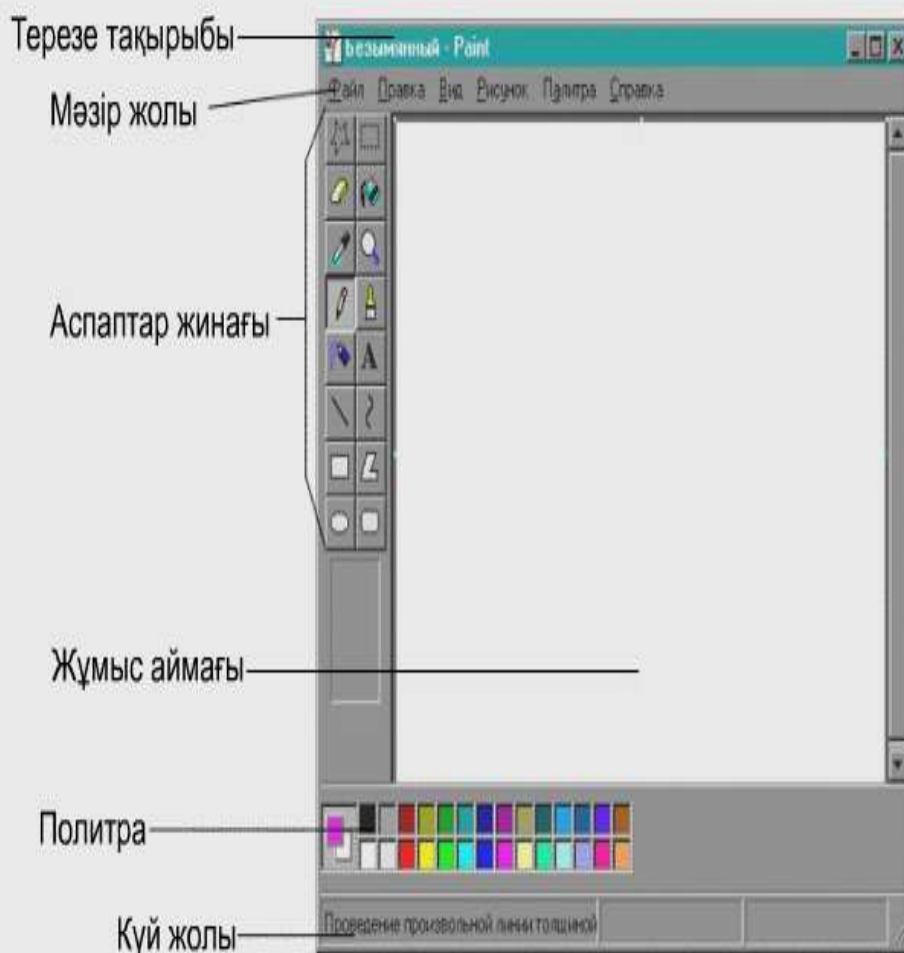 Терезе тақырыбы
Безымянный - Paint
Мәзір жолы
Файл Правка Вид Рисунок Палитра Справка
A
Аспаптар жинағы
Жұмыс аймағы
Политра
Күй жолы
Проведение произвольной линии толщиной